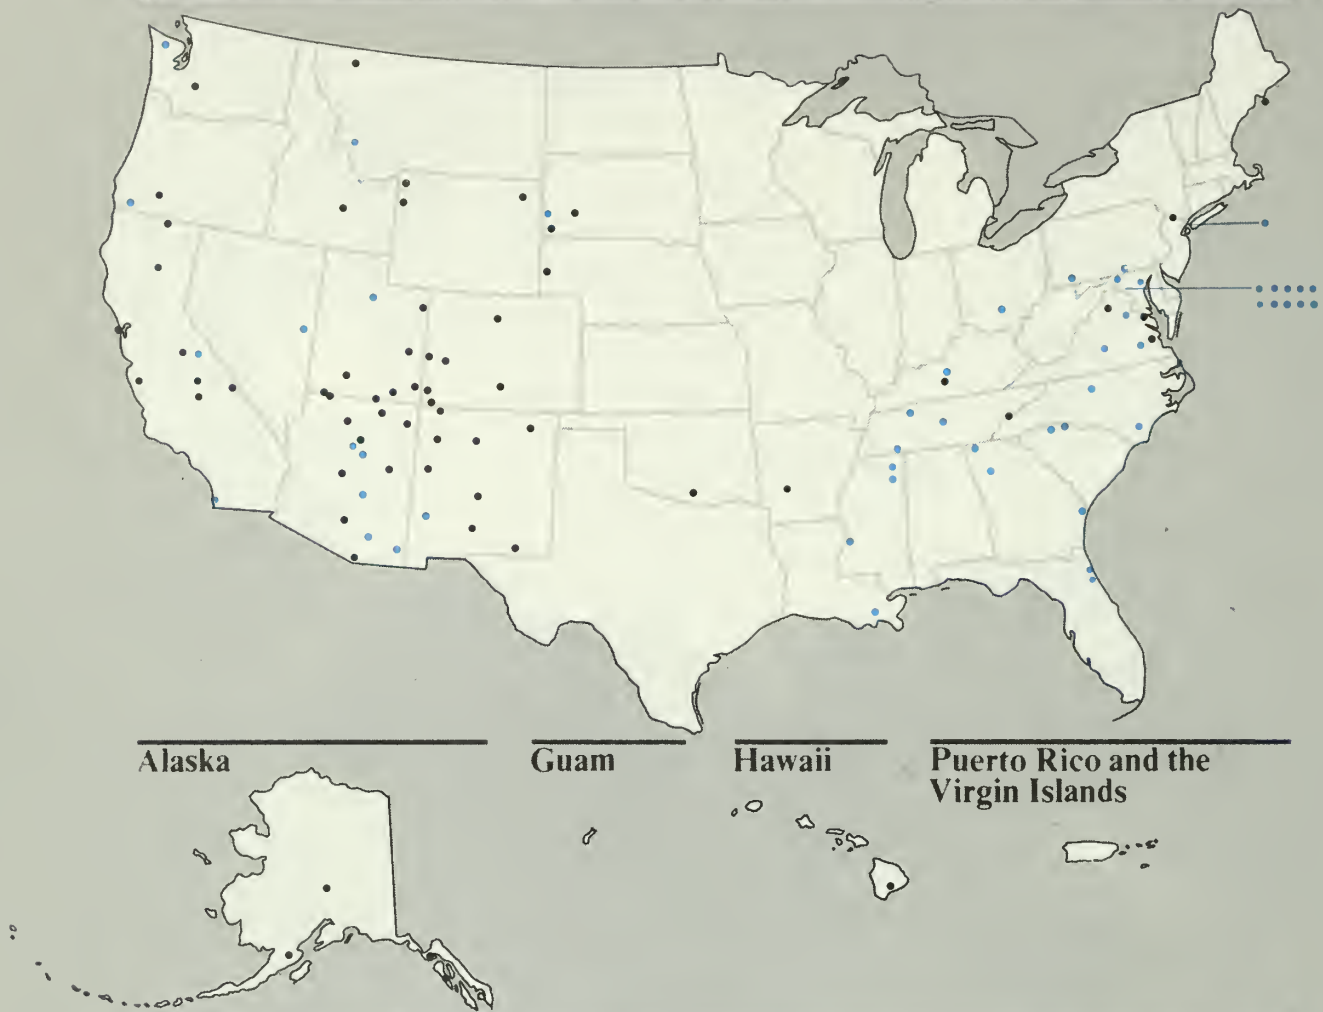 Alaska
Guam
Hawaii
Puerto Rico and the
Virgin Islands